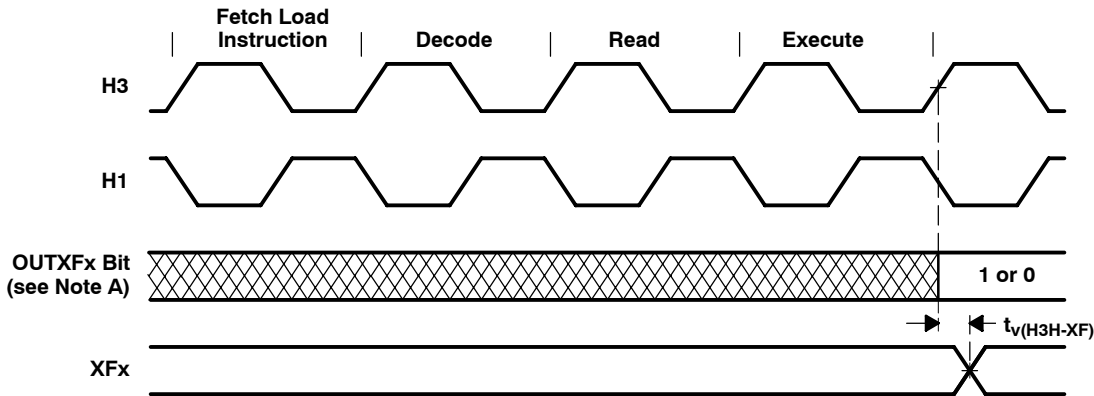 Fetch Load
Instruction
Decode
Read
Execute
H3
H1
OUTXFx Bit
(see Note A)
1 or 0
tv(H3H-XF)
XFx